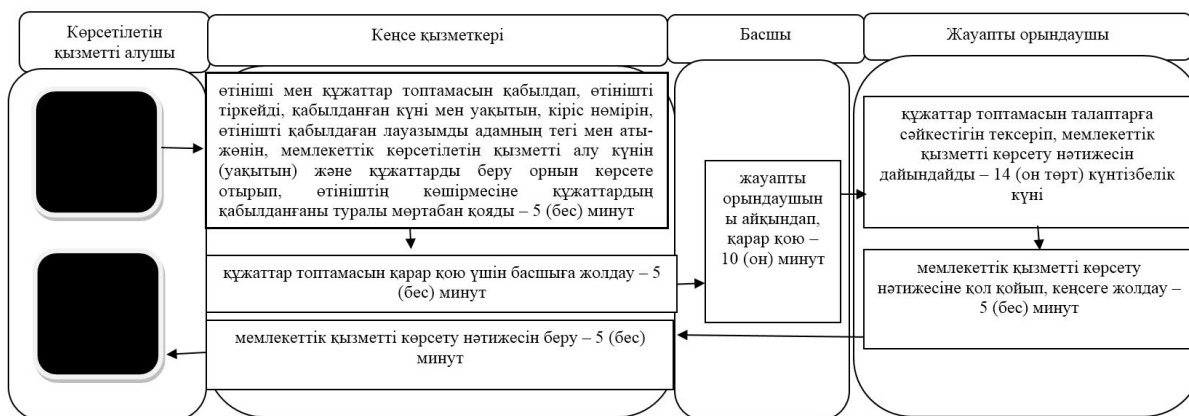 Көрсетілетін
қызметті алушы
Кеңсе қызметкері
Басшы
Жауапты орындаушы
өтініші мен құжаттар топтамасын қабылдап, өтінішті
тіркейді, қабылданған күні мен уақытын, кіріс нөмірін,
өтінішті қабылдаған лауазымды адамның тегі мен аты-
жөнін, мемлекеттік көрсетілетін қызметті алу күнін
(уақытын) және құжаттарды беру орнын көрсете
отырып, өтініштің көшірмесіне құжаттардың
қабылданғаны туралы мөртабан қояды – 5 (бес) минут
құжаттар топтамасын қарар қою үшін басшыға жолдау – 5
(бес) минут
мемлекеттік қызметті көрсету нәтижесін беру – 5 (бес)
минут
жауапты
орындаушын
ы айқындап,
қарар қою –
10 (он) минут
құжаттар топтамасын талаптарға
сәйкестігін тексеріп, мемлекеттік
қызметті көрсету нәтижесін
дайындайды – 14 (он төрт) күнтізбелік
күні
мемлекеттік қызметті көрсету
нәтижесіне қол қойып, кеңсеге жолдау –
5 (бес) минут